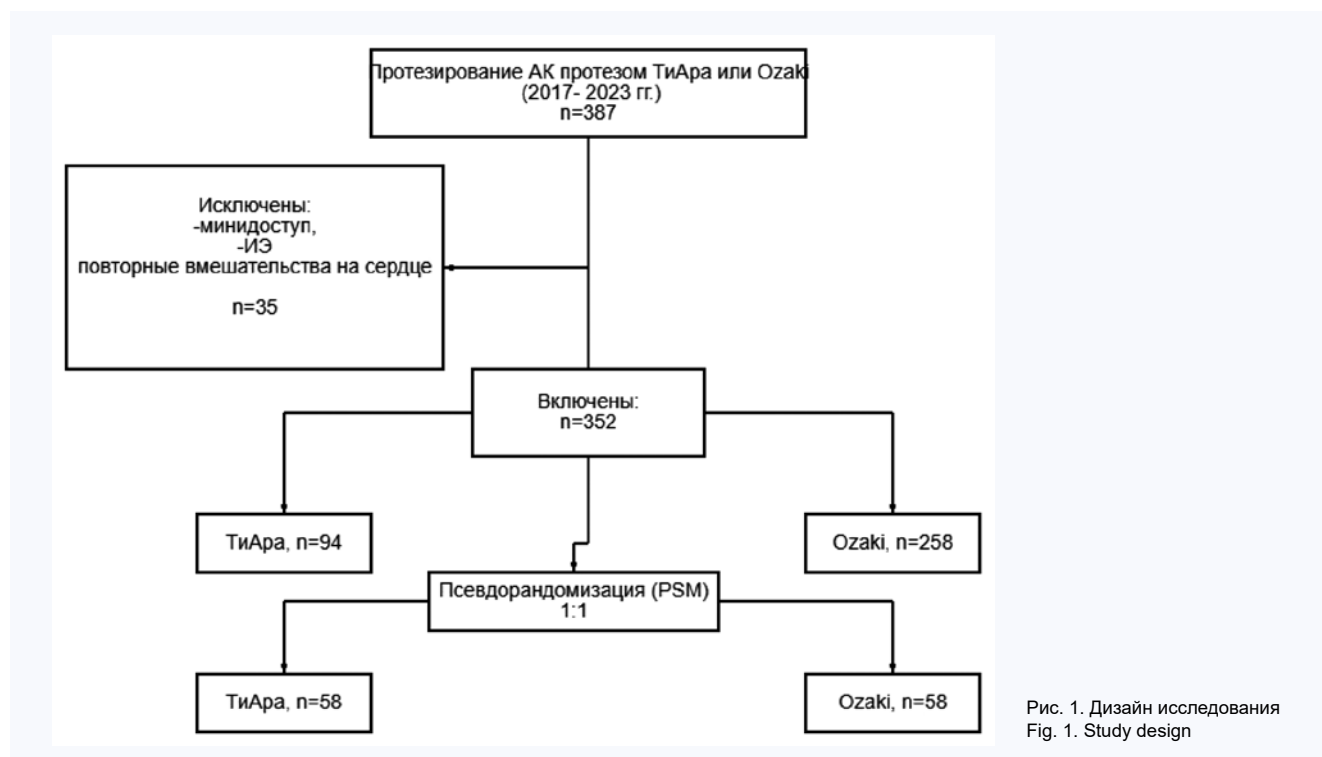 Протезирование АК протезом ТиАра или Ozaki
(2017- 2023 гг.)
n=387
Исключены:
-минидоступ,
-ИЭ
повторные вмешательства на сердце
n=35
Включены:
n=352
ТиАра, n=94
Ozaki, n=258
Псевдорандомизация (PSM)
1:1
ТиАра, n=58
Ozaki, n=58
Рис. 1. Дизайн исследования
Fig. 1. Study design